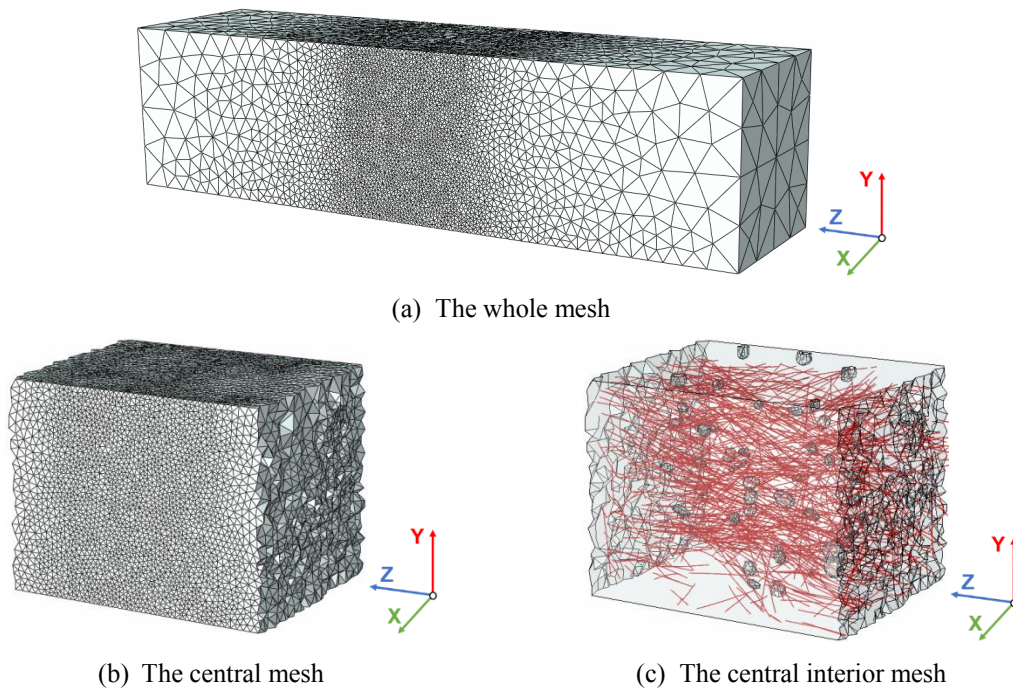 Y
Z
X
(a) The whole mesh
Y
Z
X
Y
Z
X
(b) The central mesh
(c) The central interior mesh